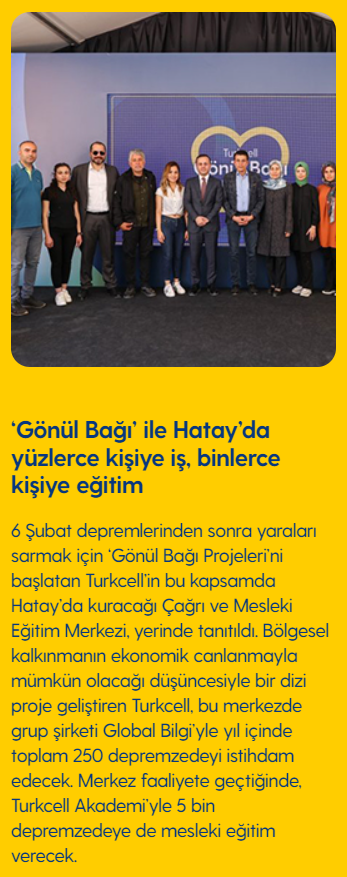 Turkcell
Gönül Bağı
‘Gönül Bağı’ ile Hatay’da
yüzlerce kişiye iş, binlerce
kişiye eğitim
6 Şubat depremlerinden sonra yaraları
sarmak için ‘Gönül Bağı Projeleri’ni
başlatan Turkcell’in bu kapsamda
Hatay’da kuracağı Çağrı ve Mesleki
Eğitim Merkezi, yerinde tanıtıldı. Bölgesel
kalkınmanın ekonomik canlanmayla
mümkün olacağı düşüncesiyle bir dizi
proje geliştiren Turkcell, bu merkezde
grup şirketi Global Bilgi’yle yıl içinde
toplam 250 depremzedeyi istihdam
edecek. Merkez faaliyete geçtiğinde,
Turkcell Akademi’yle 5 bin
depremzedeye de mesleki eğitim
verecek.